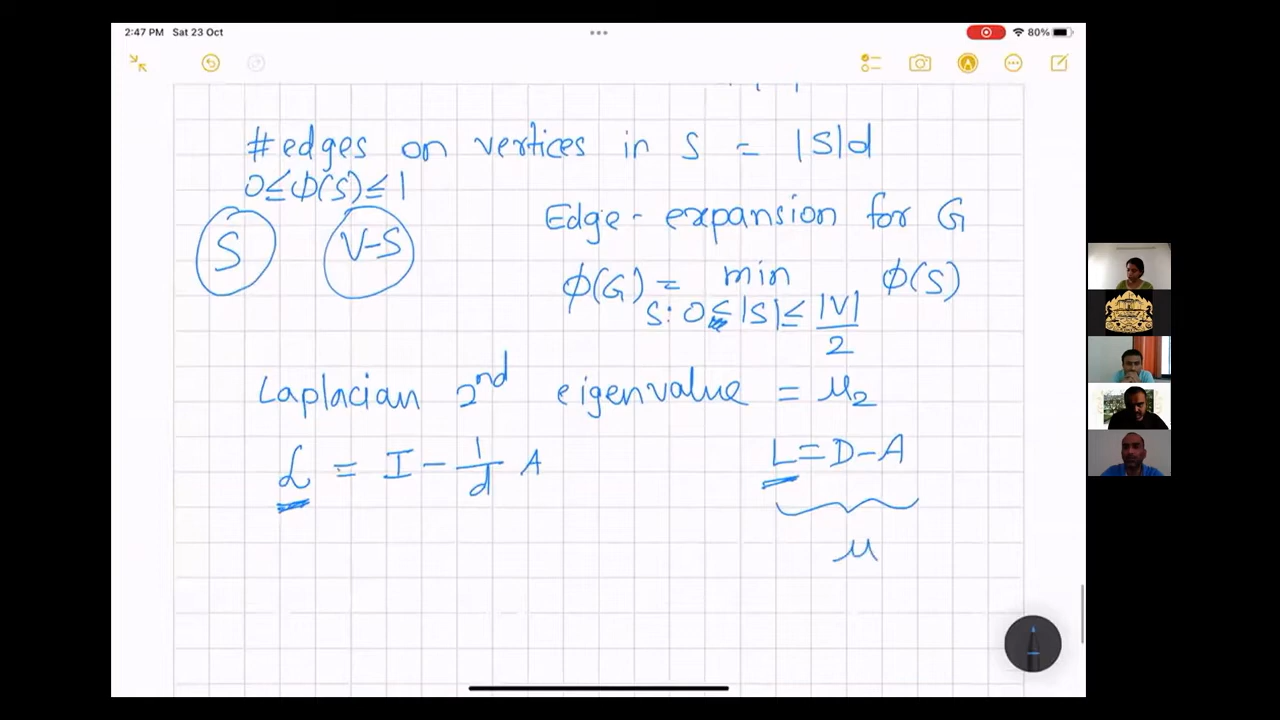 2:47 PM Sat 23 Oct
80%
#edges on vertices in S = |S|d
0≤ϕ(S)≤1
S V-S
Edge-expansion for G
ϕ(G) = min ϕ(S)
S: 0≤|S|≤ |V|/2
Laplacian 2nd eigenvalue = μ2
ℒ = I - 1/d A
L=D-A
μ